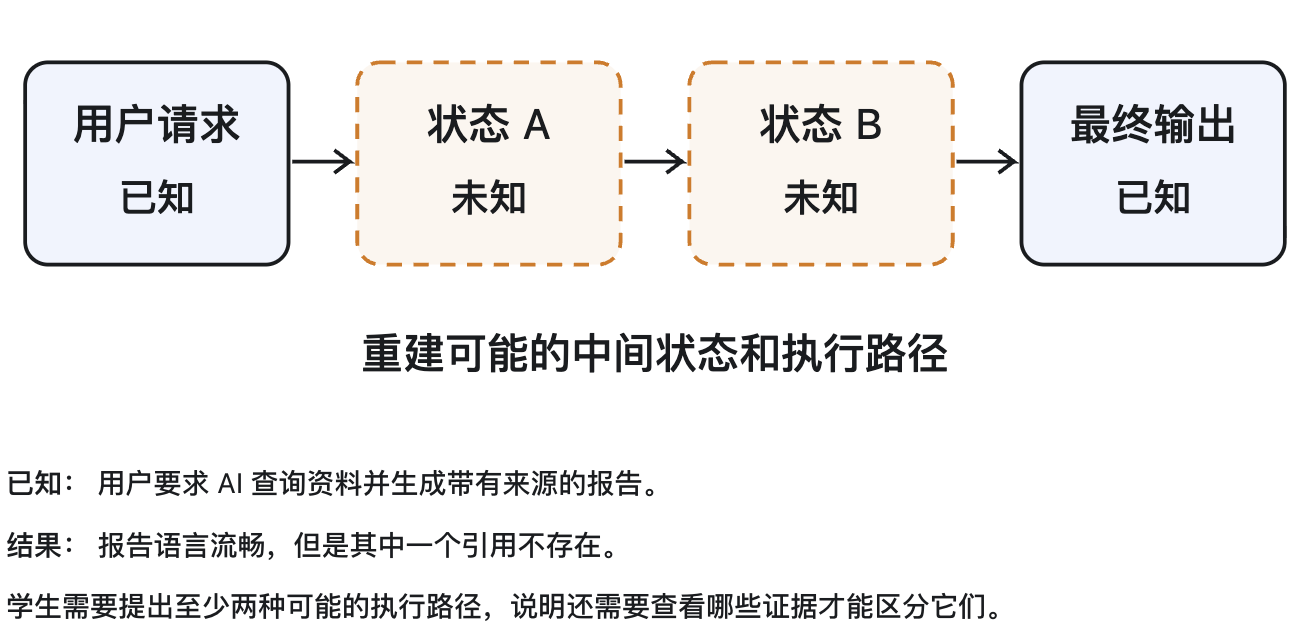 用户请求
已知
状态 A
未知
状态 B
未知
最终输出
已知
重建可能的中间状态和执行路径
已知： 用户要求 AI 查询资料并生成带有来源的报告。
结果： 报告语言流畅，但是其中一个引用不存在。
学生需要提出至少两种可能的执行路径，说明还需要查看哪些证据才能区分它们。